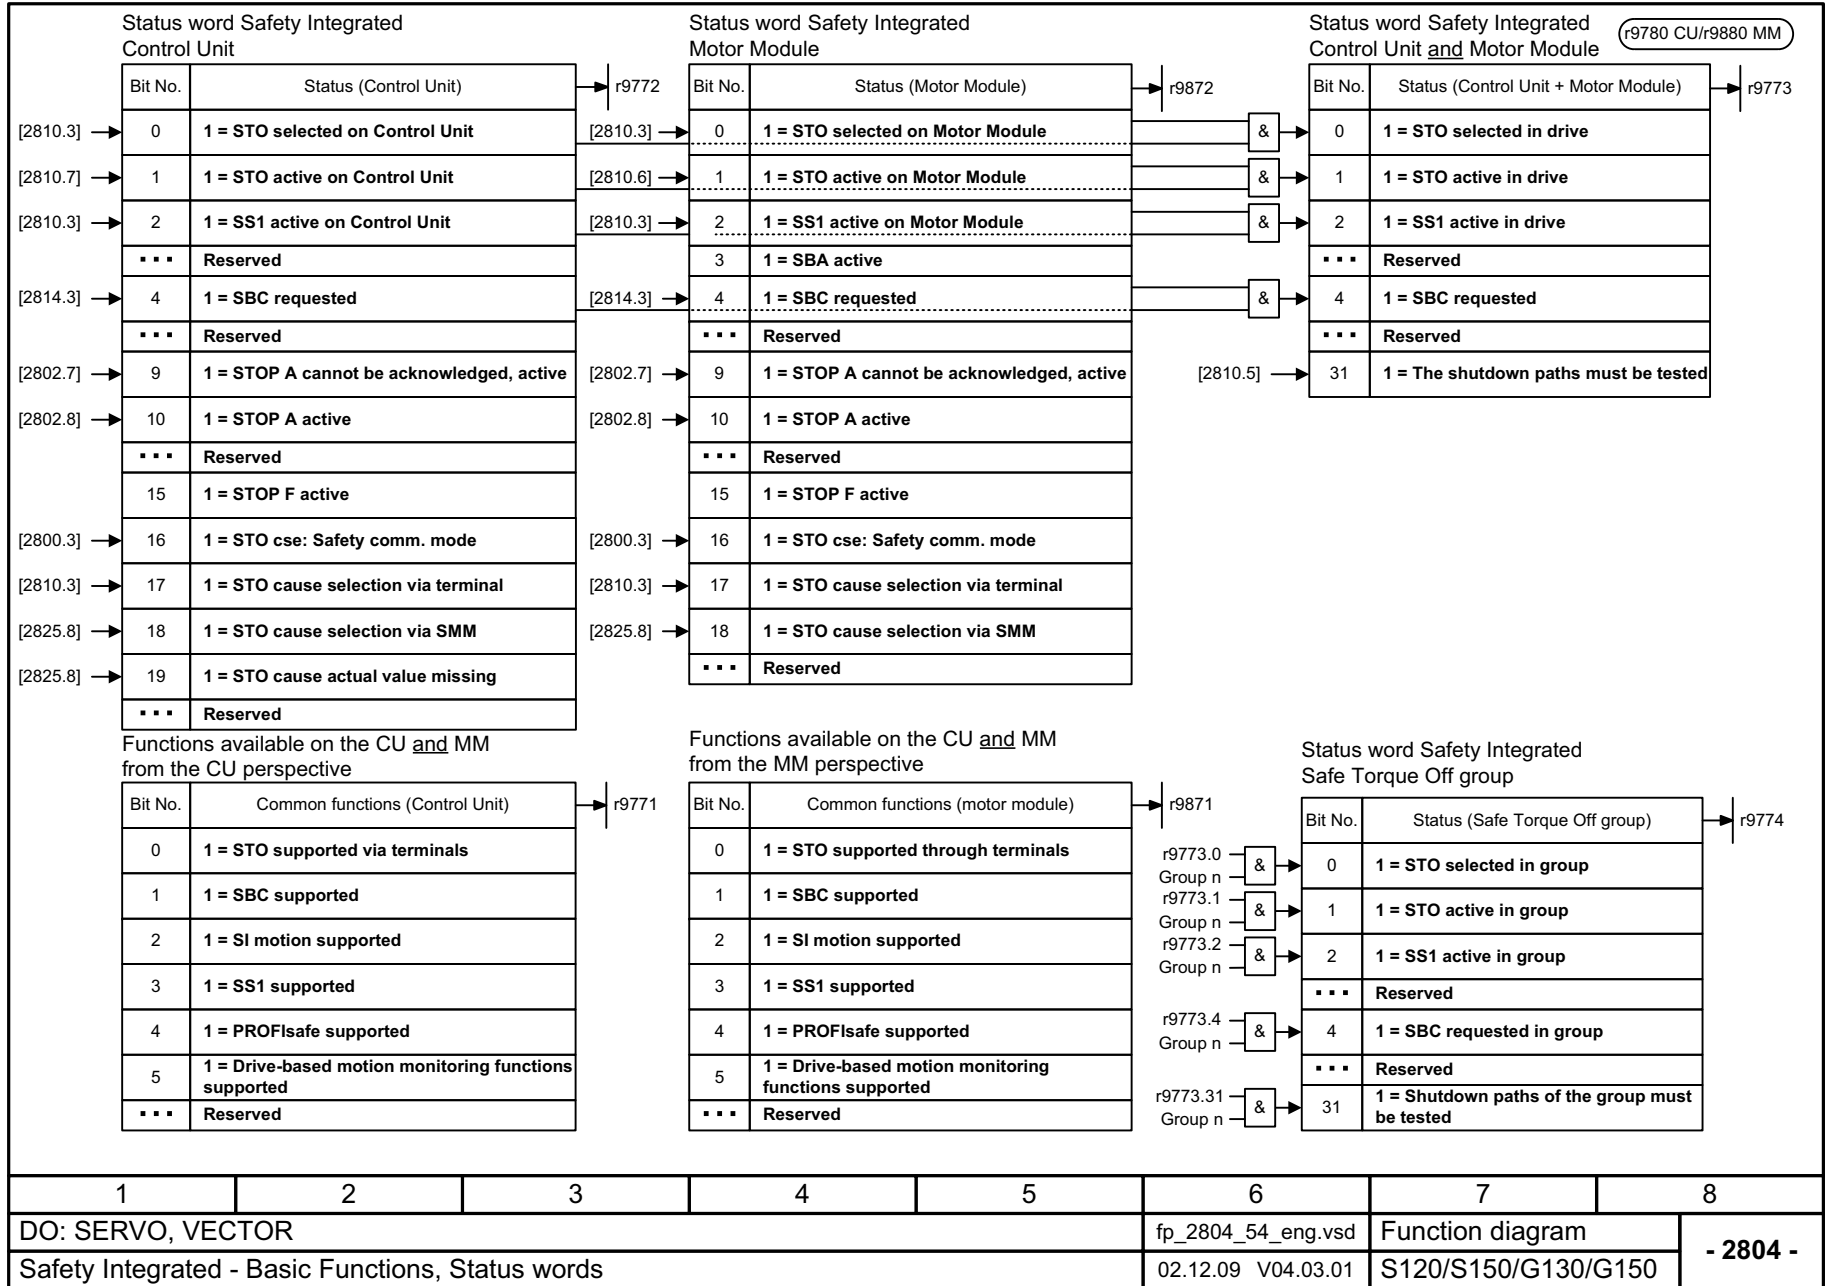 Status word Safety Integrated
Control Unit
Bit No. Status (Control Unit) r9772
[2810.3] 0 1 = STO selected on Control Unit
[2810.7] 1 1 = STO active on Control Unit
[2810.3] 2 1 = SS1 active on Control Unit
▪ ▪ ▪ Reserved
[2814.3] 4 1 = SBC requested
▪ ▪ ▪ Reserved
[2802.7] 9 1 = STOP A cannot be acknowledged, active
[2802.8] 10 1 = STOP A active
▪ ▪ ▪ Reserved
15 1 = STOP F active
[2800.3] 16 1 = STO cse: Safety comm. mode
[2810.3] 17 1 = STO cause selection via terminal
[2825.8] 18 1 = STO cause selection via SMM
[2825.8] 19 1 = STO cause actual value missing
▪ ▪ ▪ Reserved
Status word Safety Integrated
Motor Module
Bit No. Status (Motor Module) r9872
[2810.3] 0 1 = STO selected on Motor Module &
[2810.6] 1 1 = STO active on Motor Module &
[2810.3] 2 1 = SS1 active on Motor Module &
3 1 = SBA active
[2814.3] 4 1 = SBC requested &
▪ ▪ ▪ Reserved
[2802.7] 9 1 = STOP A cannot be acknowledged, active
[2802.8] 10 1 = STOP A active
▪ ▪ ▪ Reserved
15 1 = STOP F active
[2800.3] 16 1 = STO cse: Safety comm. mode
[2810.3] 17 1 = STO cause selection via terminal
[2825.8] 18 1 = STO cause selection via SMM
▪ ▪ ▪ Reserved
Status word Safety Integrated
Control Unit and Motor Module
r9780 CU/r9880 MM
Bit No. Status (Control Unit + Motor Module) r9773
0 1 = STO selected in drive
1 1 = STO active in drive
2 1 = SS1 active in drive
▪ ▪ ▪ Reserved
4 1 = SBC requested
▪ ▪ ▪ Reserved
[2810.5] 31 1 = The shutdown paths must be tested
Functions available on the CU and MM
from the CU perspective
Bit No. Common functions (Control Unit) r9771
0 1 = STO supported via terminals
1 1 = SBC supported
2 1 = SI motion supported
3 1 = SS1 supported
4 1 = PROFIsafe supported
5 1 = Drive-based motion monitoring functions
supported
▪ ▪ ▪ Reserved
Functions available on the CU and MM
from the MM perspective
Bit No. Common functions (motor module) r9871
0 1 = STO supported through terminals
1 1 = SBC supported
2 1 = SI motion supported
3 1 = SS1 supported
4 1 = PROFIsafe supported
5 1 = Drive-based motion monitoring
functions supported
▪ ▪ ▪ Reserved
Status word Safety Integrated
Safe Torque Off group
Bit No. Status (Safe Torque Off group) r9774
r9773.0
Group n & 0 1 = STO selected in group
r9773.1
Group n & 1 1 = STO active in group
r9773.2
Group n & 2 1 = SS1 active in group
▪ ▪ ▪ Reserved
r9773.4
Group n & 4 1 = SBC requested in group
▪ ▪ ▪ Reserved
r9773.31
Group n & 31 1 = Shutdown paths of the group must
be tested
1 2 3 4 5 6 7 8
DO: SERVO, VECTOR fp_2804_54_eng.vsd Function diagram
- 2804 -
Safety Integrated - Basic Functions, Status words 02.12.09 V04.03.01 S120/S150/G130/G150